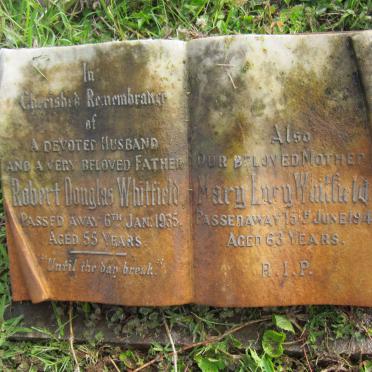 In
Cherished Remembrance
of
A DEVOTED HUSBAND
AND A VERY BELOVED FATHER
Robert Douglas Whitfield
PASSED AWAY 6TH JAN. 1935.
AGED 55 YEARS.
"Until the day break."
Also
OUR BELOVED MOTHER
Mary Lucy Whitfield
PASSED AWAY 15T JUNE
AGED 63 YEARS.
R.I.P.